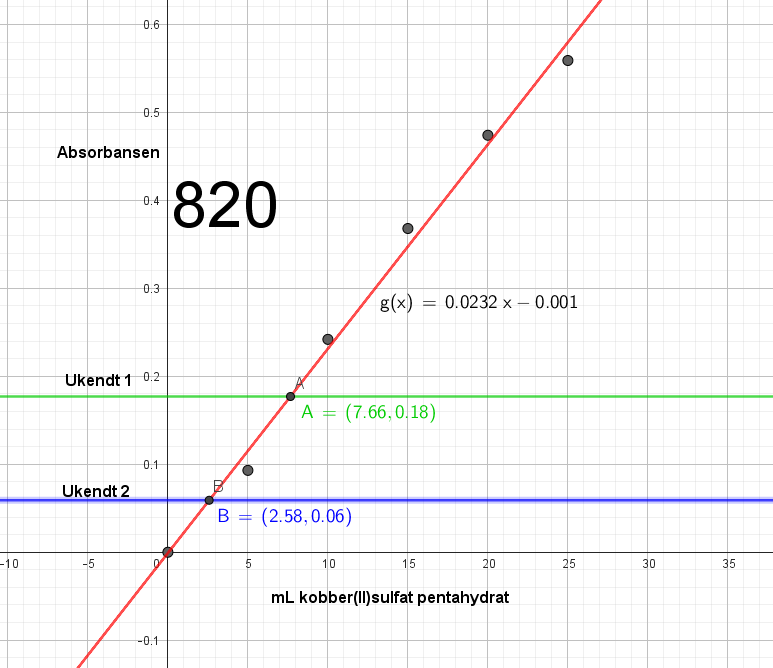 0.6
0.5
Absorbansen
820
0.4
0.3
g(x) = 0.0232 x − 0.001
Ukendt 1
0.2
A
A = (7.66, 0.18)
0.1
Ukendt 2
B
B = (2.58, 0.06)
−10 −5 0 5 10 15 20 25 30 35
mL kobber(II)sulfat pentahydrat
−0.1